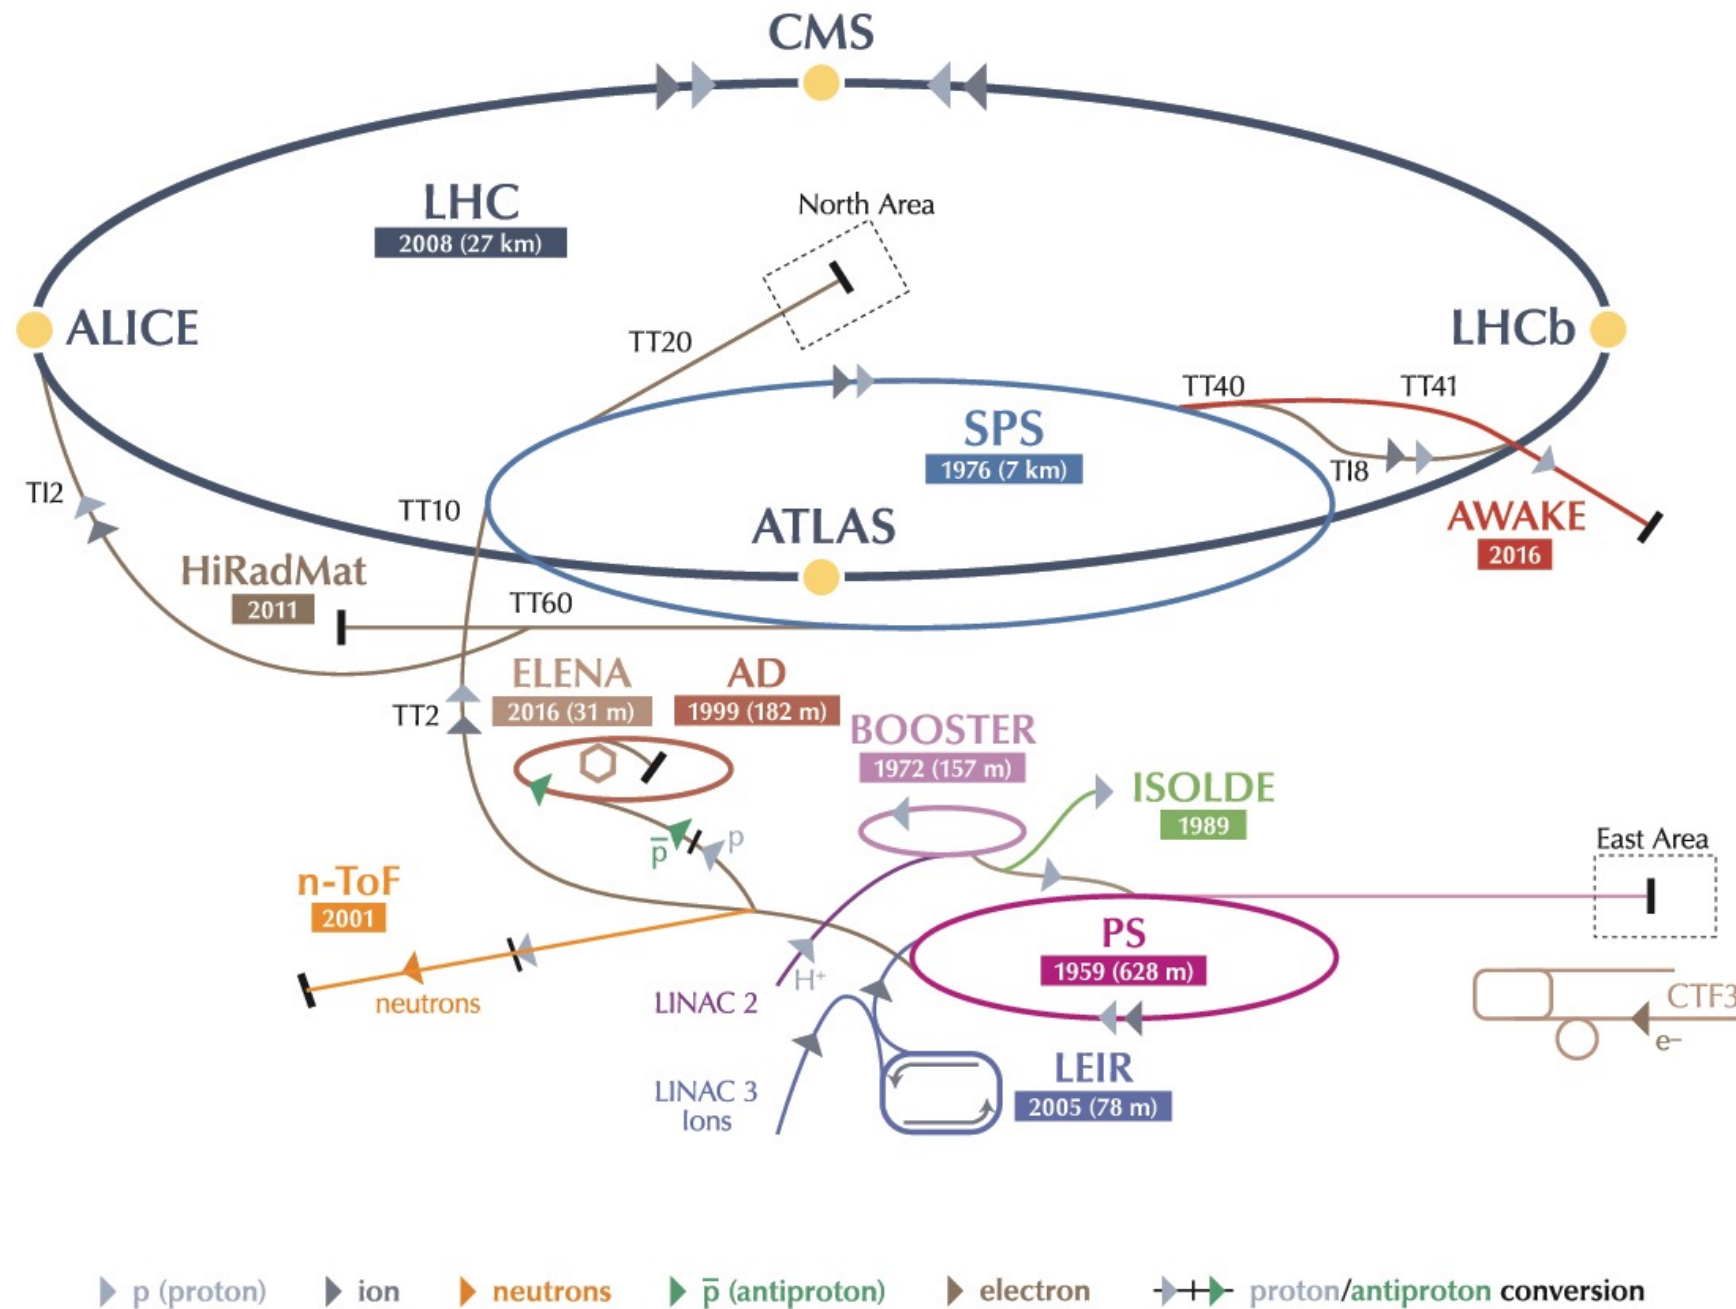 CMS
LHC
2008 (27 km)
North Area
TT20
ALICE
LHCb
TT40
TT41
SPS
1976 (7 km)
TI8
TI2
TT10
ATLAS
AWAKE
2016
HiRadMat
2011
TT60
ELENA
2016 (31 m)
AD
1999 (182 m)
TT2
BOOSTER
1972 (157 m)
ISOLDE
1989
p̅
p
East Area
n-ToF
2001
PS
1959 (628 m)
neutrons
LINAC 2
H⁺
CTF3
e–
LEIR
2005 (78 m)
LINAC 3
Ions
p (proton)
ion
neutrons
p̅ (antiproton)
electron
proton/antiproton conversion